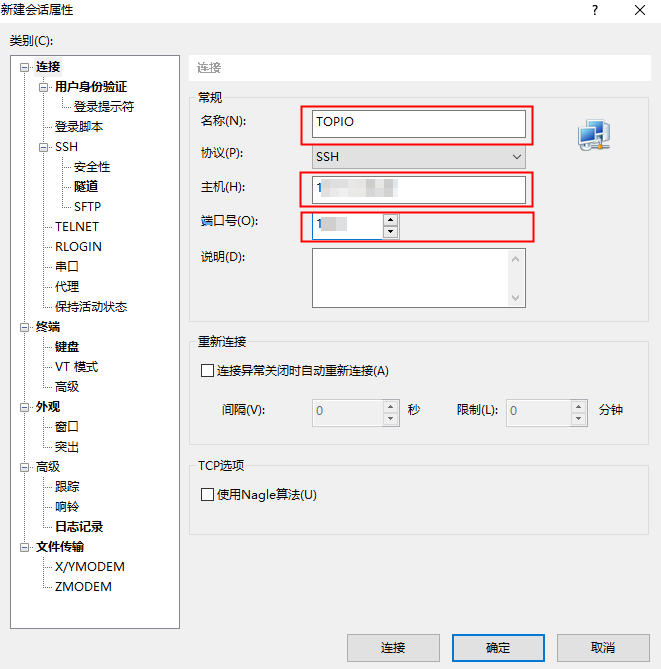 新建会话属性
?
类别(C):
连接
用户身份验证
登录提示符
登录脚本
SSH
安全性
隧道
SFTP
TELNET
RLOGIN
串口
代理
保持活动状态
终端
键盘
VT 模式
高级
外观
窗口
突出
高级
跟踪
响铃
日志记录
文件传输
X/YMODEM
ZMODEM
连接
常规
名称(N): TOPIO
协议(P): SSH
主机(H): 1
端口号(O): 1
说明(D):
重新连接
连接异常关闭时自动重新连接(A)
间隔(V): 0 秒 限制(L): 0 分钟
TCP选项
使用Nagle算法(U)
连接 确定 取消